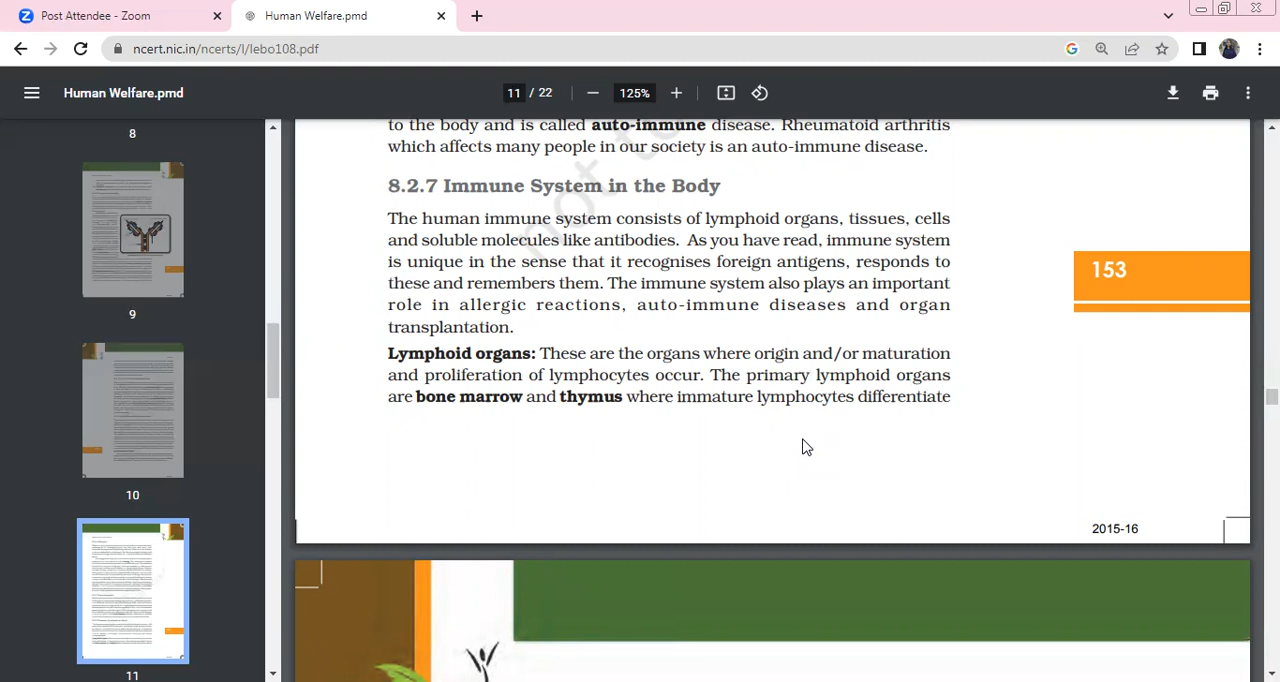 Post Attendee - Zoom
Human Welfare.pmd
ncert.nic.in/ncerts/l/lebo108.pdf
Human Welfare.pmd
11 / 22
125%
8
9
10
11
to the body and is called auto-immune disease. Rheumatoid arthritis
which affects many people in our society is an auto-immune disease.
8.2.7 Immune System in the Body
The human immune system consists of lymphoid organs, tissues, cells
and soluble molecules like antibodies. As you have read, immune system
is unique in the sense that it recognises foreign antigens, responds to
these and remembers them. The immune system also plays an important
role in allergic reactions, auto-immune diseases and organ
transplantation.
Lymphoid organs: These are the organs where origin and/or maturation
and proliferation of lymphocytes occur. The primary lymphoid organs
are bone marrow and thymus where immature lymphocytes differentiate
153
2015-16
not to